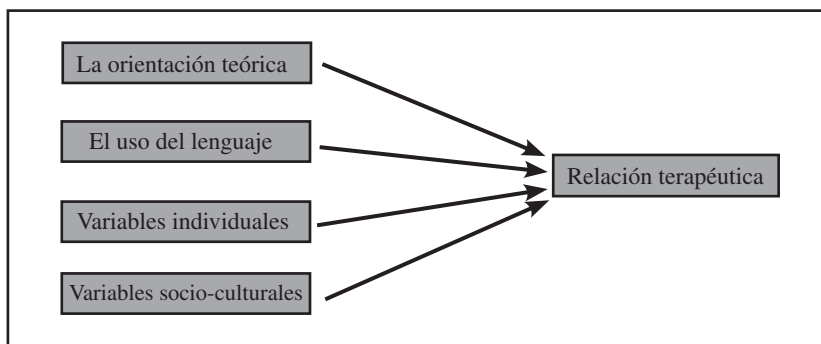 La orientación teórica
El uso del lenguaje
Relación terapéutica
Variables individuales
Variables socio-culturales